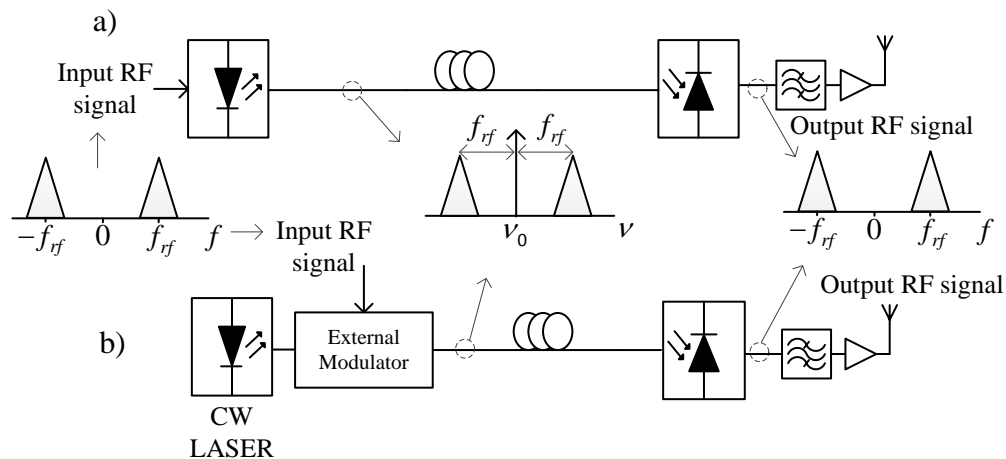 a)
Input RF
signal
f_rf f_rf
Output RF signal
−f_rf 0 f_rf f
ν_0 ν
−f_rf 0 f_rf f
Input RF
signal
Output RF signal
b)
External
Modulator
CW
LASER